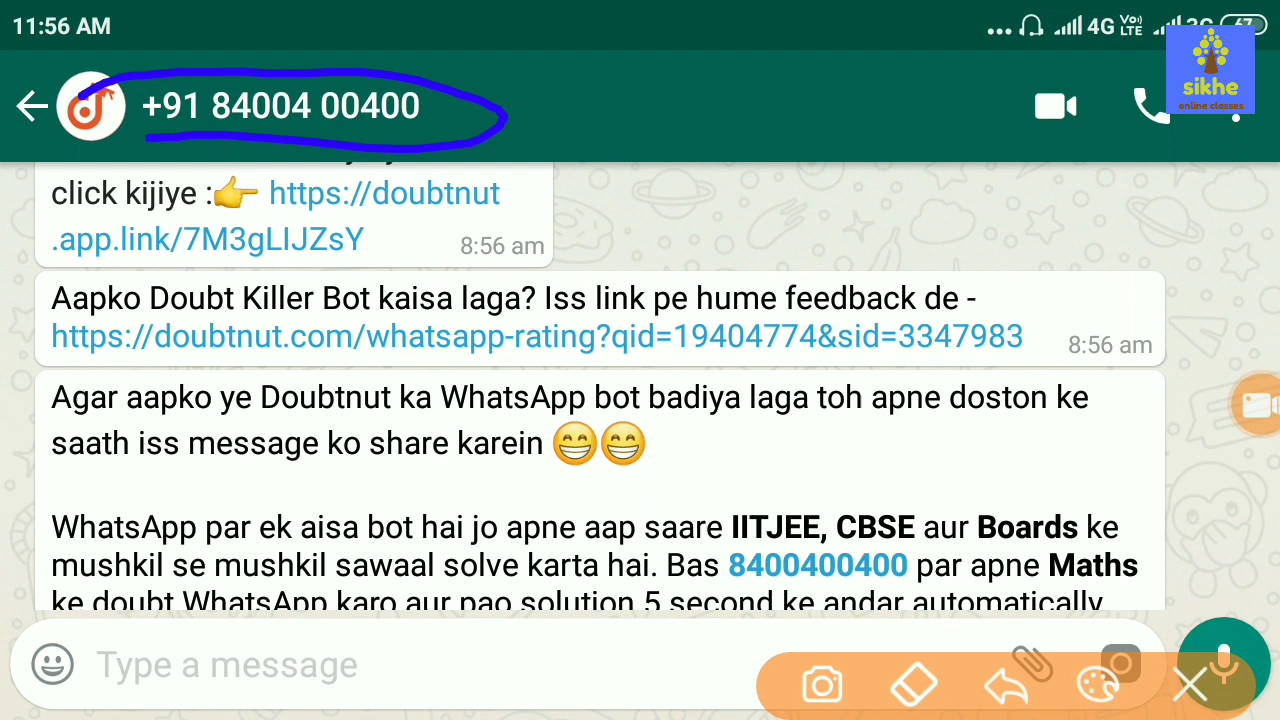 11:56 AM
4G Vo)) LTE 3G 67
sikhe
online classes
+91 84004 00400
click kijiye :👉 https://doubtnut
.app.link/7M3gLIJZsY
8:56 am
Aapko Doubt Killer Bot kaisa laga? Iss link pe hume feedback de -
https://doubtnut.com/whatsapp-rating?qid=19404774&sid=3347983
8:56 am
Agar aapko ye Doubtnut ka WhatsApp bot badiya laga toh apne doston ke
saath iss message ko share karein 😁😁
WhatsApp par ek aisa bot hai jo apne aap saare IITJEE, CBSE aur Boards ke
mushkil se mushkil sawaal solve karta hai. Bas 8400400400 par apne Maths
ke doubt WhatsApp karo aur pao solution 5 second ke andar automatically
Type a message